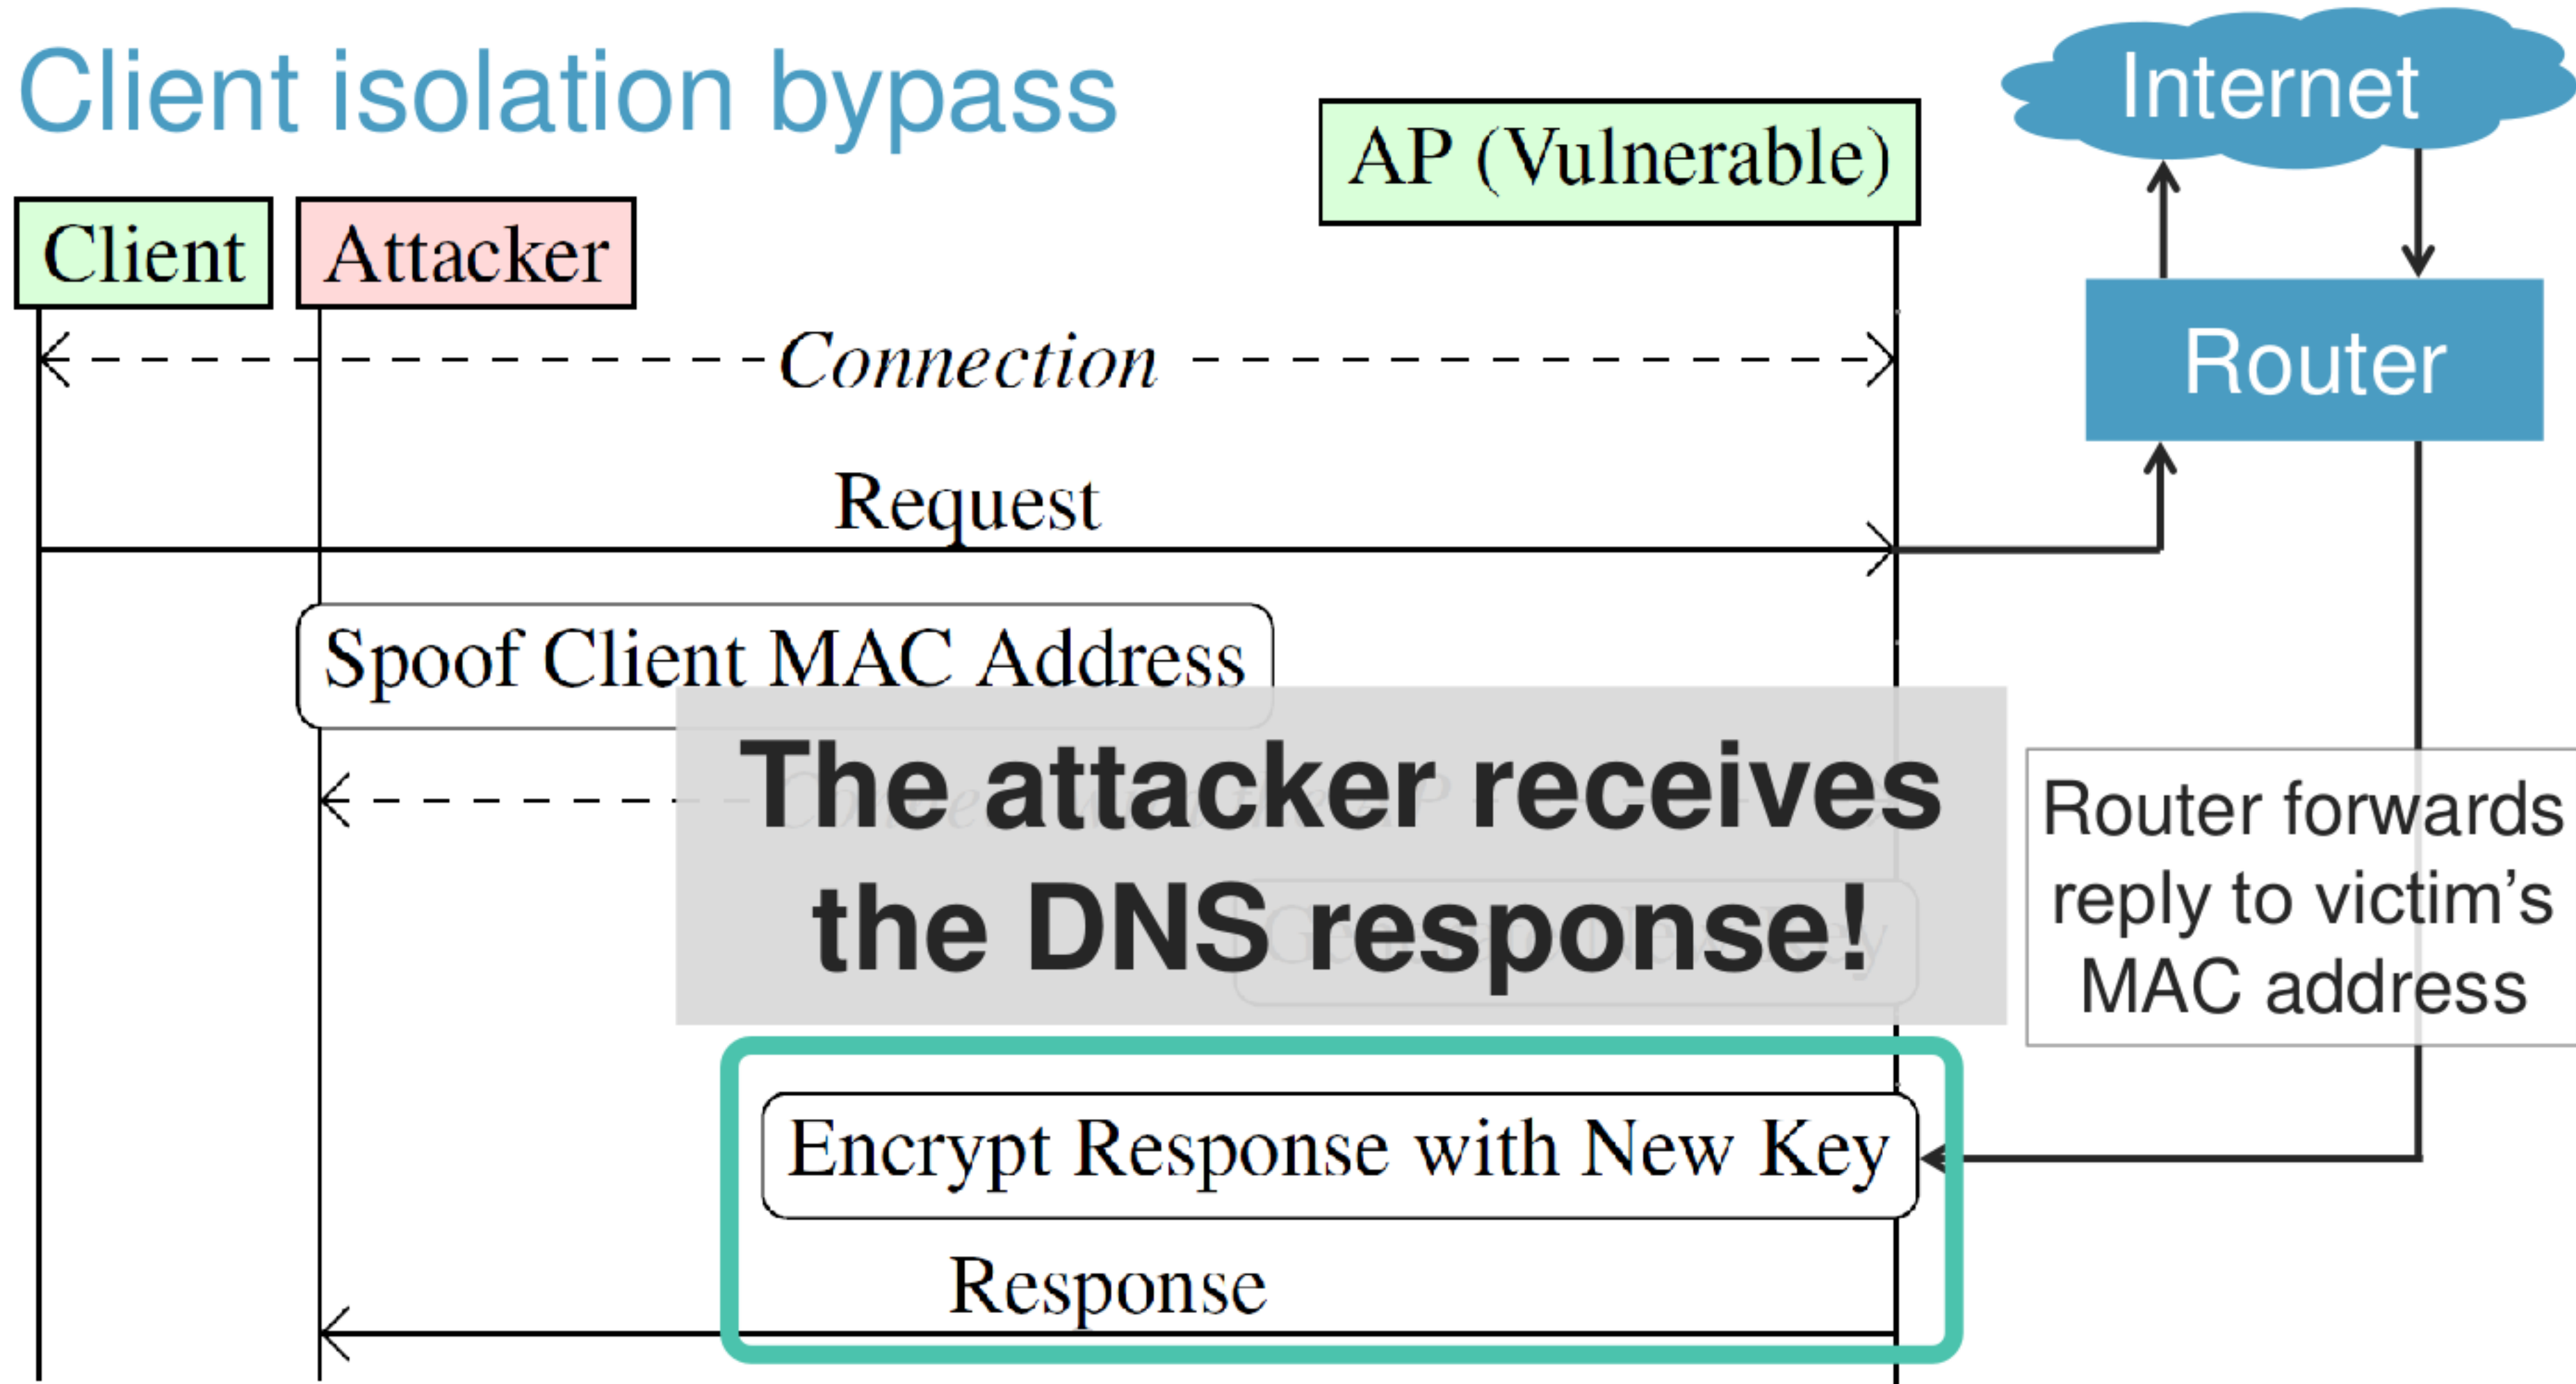 Client isolation bypass
Internet
AP (Vulnerable)
Client
Attacker
Router
Connection
Request
Spoof Client MAC Address
The attacker receives
the DNS response!
Router forwards
reply to victim's
MAC address
Encrypt Response with New Key
Response